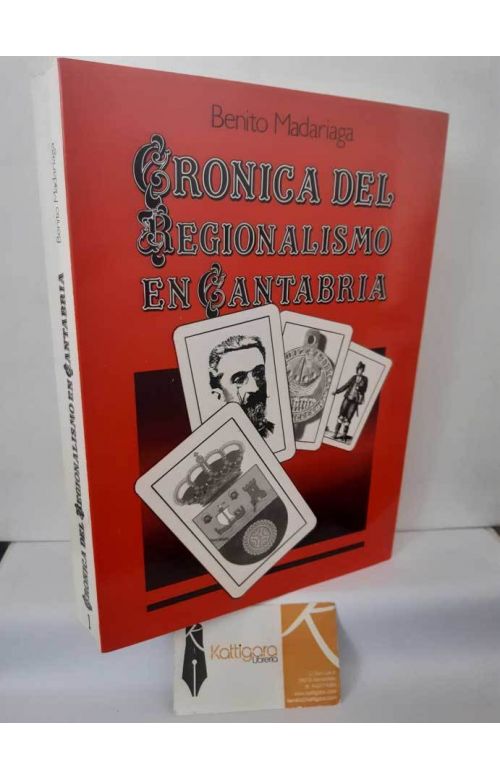 Benito Madariaga
CRONICA DEL
REGIONALISMO
EN CANTABRIA
Benito Madariaga
CRONICA DEL REGIONALISMO EN CANTABRIA
1
Kattigara
Librería